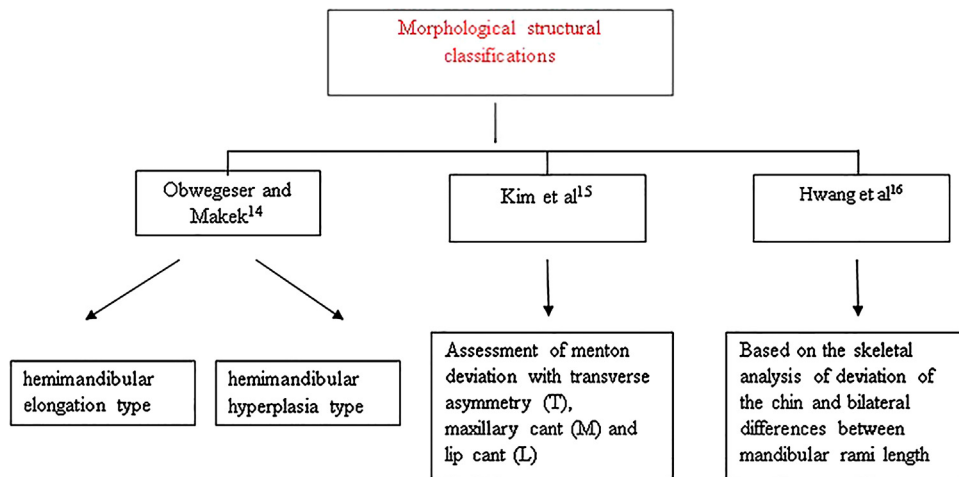 Morphological structural
classifications
Obwegeser and
Makek14
Kim et al15
Hwang et al16
hemimandibular
elongation type
hemimandibular
hyperplasia type
Assessment of menton
deviation with transverse
asymmetry (T),
maxillary cant (M) and
lip cant (L)
Based on the skeletal
analysis of deviation of
the chin and bilateral
differences between
mandibular rami length